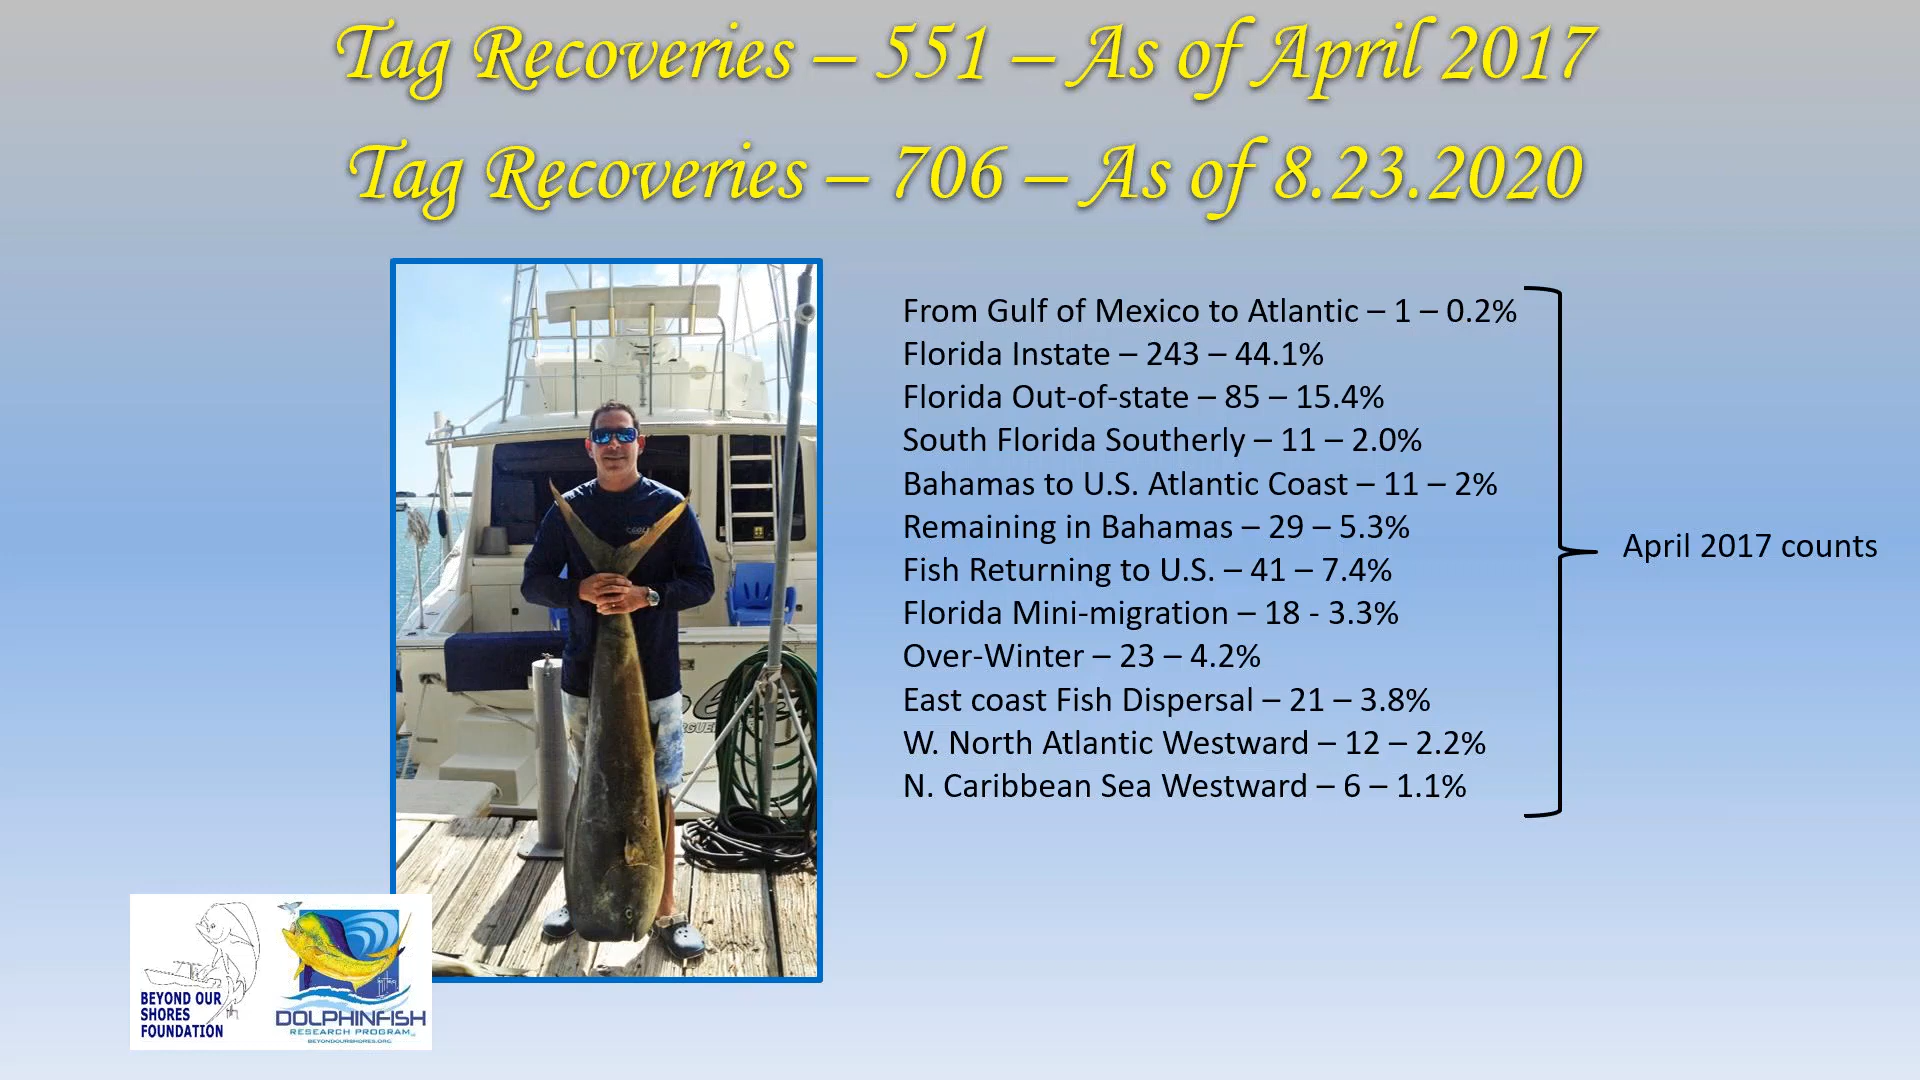 Tag Recoveries – 551 – As of April 2017
Tag Recoveries – 706 – As of 8.23.2020
From Gulf of Mexico to Atlantic – 1 – 0.2%
Florida Instate – 243 – 44.1%
Florida Out-of-state – 85 – 15.4%
South Florida Southerly – 11 – 2.0%
Bahamas to U.S. Atlantic Coast – 11 – 2%
Remaining in Bahamas – 29 – 5.3%
Fish Returning to U.S. – 41 – 7.4%
Florida Mini-migration – 18 - 3.3%
Over-Winter – 23 – 4.2%
East coast Fish Dispersal – 21 – 3.8%
W. North Atlantic Westward – 12 – 2.2%
N. Caribbean Sea Westward – 6 – 1.1%
April 2017 counts
BEYOND OUR
SHORES
FOUNDATION
DOLPHINFISH
RESEARCH PROGRAM
BEYONDOURSHORES.ORG